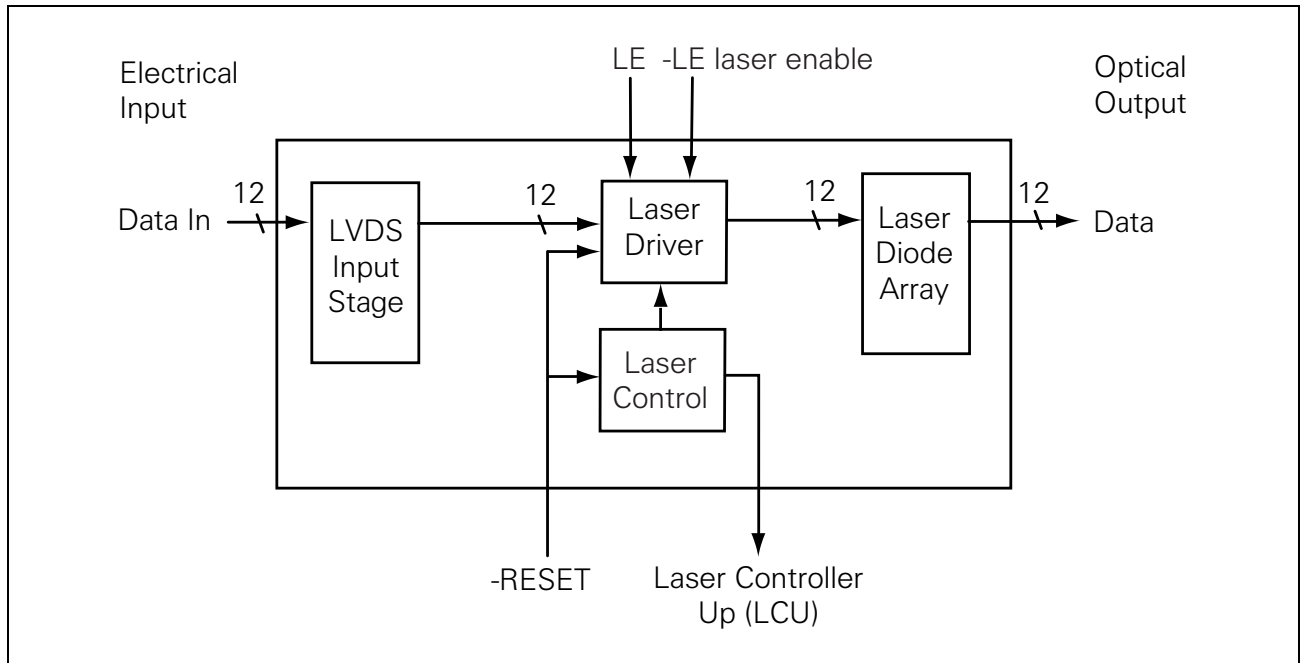 Electrical
Input
LE -LE laser enable
Optical
Output
12
Data In
LVDS
Input
Stage
12
Laser
Driver
12
Laser
Diode
Array
12
Data
Laser
Control
-RESET
Laser Controller
Up (LCU)